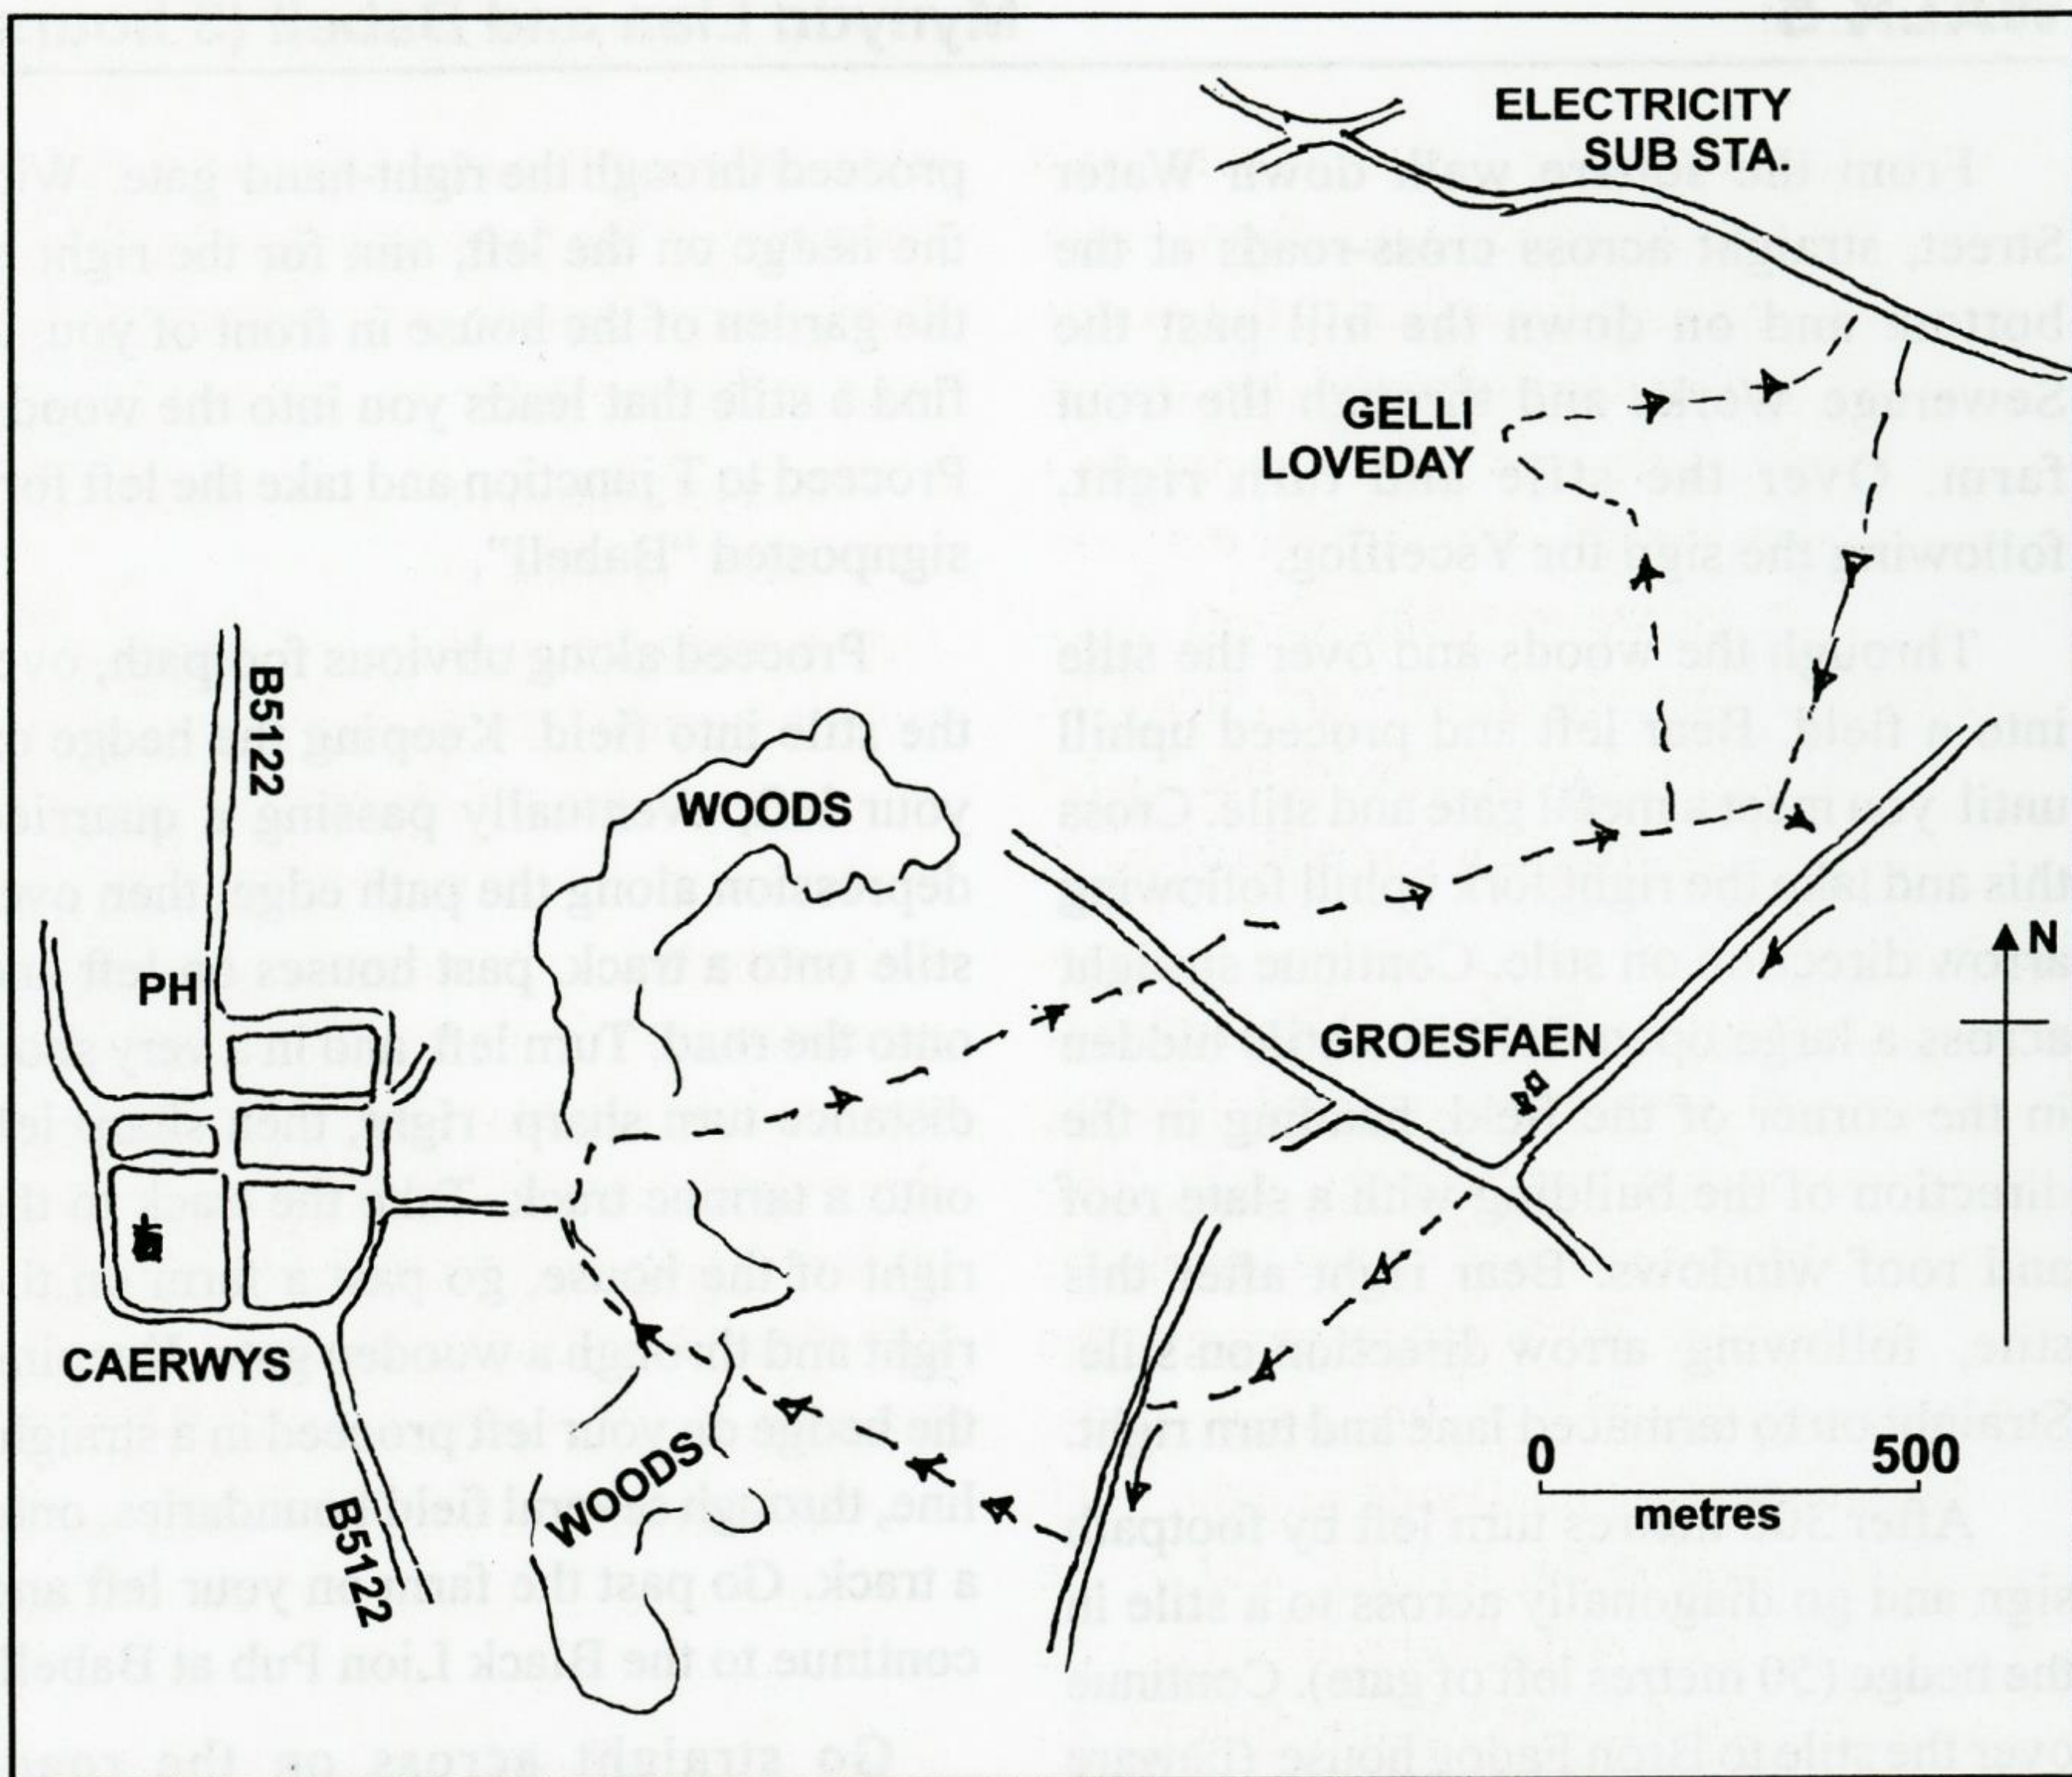 ELECTRICITY
SUB STA.
GELLI
LOVEDAY
B5122
WOODS
PH
N
GROESFAEN
CAERWYS
WOODS
0 500
metres
B5122